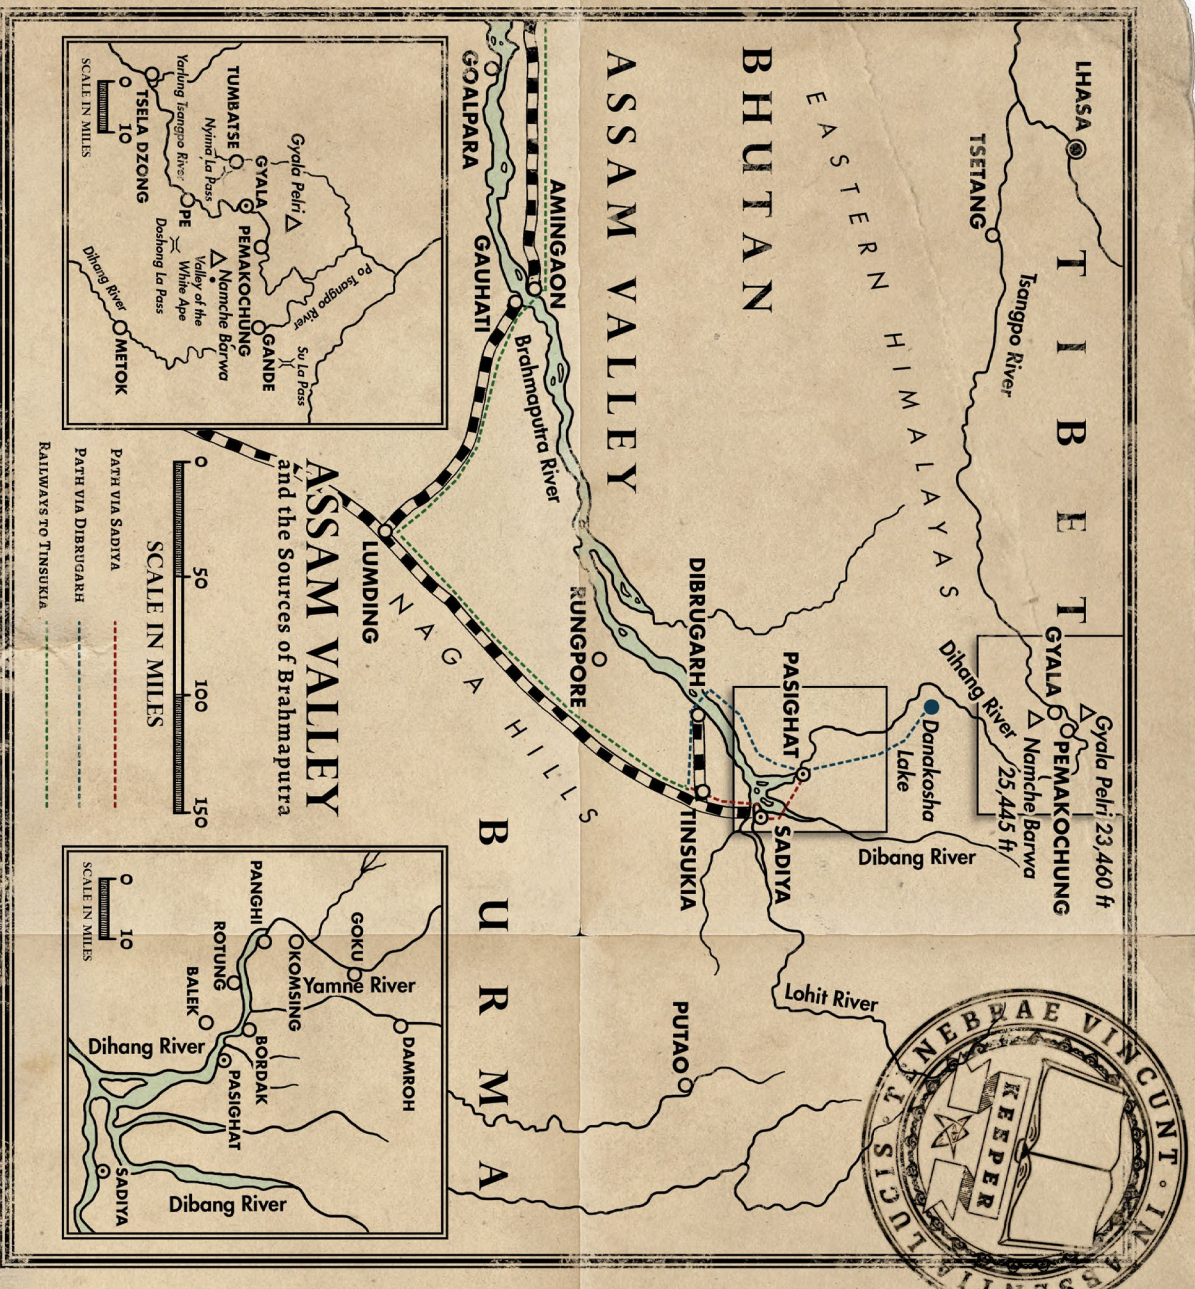 LHASA
TSETANG
TIBET
Tsangpo River
GYALA
PEMAKOCHUNG
Gyala Pelri 23,460 ft
Namche Barwa
25,445 ft
BHUTAN
EASTERN HIMALAYAS
Dihang River
Danakosha
Lake
Dibang River
PASIGHAT
SADIYA
ASSAM VALLEY
DIBRUGARH
TINSUKIA
Lohit River
PUTAO
GOALPARA
AMINGAON
GAUHATI
Brahmaputra River
RUNGPORE
LUMDING
NAGA HILLS
BURMA
TENEBRAE VINCUNT IN ABSENTIA LUCIS
KEEPER
Gyala Pelri
TUMBATSE
Nyima La Pass
GYALA
PEMAKOCHUNG
GANDE
Po Tsangpo River
Su La Pass
Yarlung Tsangpo River
TSELA DZONG
PE
Namche Barwa
Valley of the
White Ape
Doshong La Pass
Dihang River
METOK
0 10
SCALE IN MILES
ASSAM VALLEY
and the Sources of Brahmaputra
0 50 100 150
SCALE IN MILES
PATH VIA SADIYA
PATH VIA DIBRUGARH
RAILWAYS TO TINSUKIA
GOKU
Yamne River
DAMROH
PANGHI
OKOMSING
ROTUNG
BALEK
BORDAK
PASIGHAT
Dihang River
SADIYA
Dibang River
0 10
SCALE IN MILES